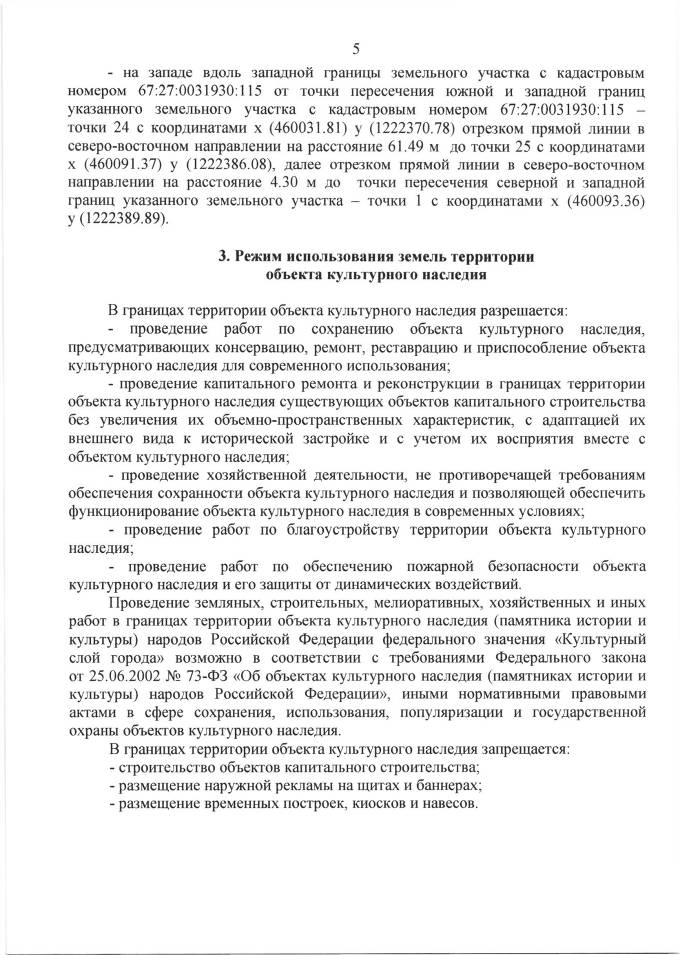 5
- на западе вдоль западной границы земельного участка с кадастровым
номером 67:27:0031930:115 от точки пересечения южной и западной границ
указанного земельного участка с кадастровым номером 67:27:0031930:115 –
точки 24 с координатами x (460031.81) y (1222370.78) отрезком прямой линии в
северо-восточном направлении на расстояние 61.49 м до точки 25 с координатами
x (460091.37) y (1222386.08), далее отрезком прямой линии в северо-восточном
направлении на расстояние 4.30 м до точки пересечения северной и западной
границ указанного земельного участка – точки 1 с координатами x (460093.36)
y (1222389.89).
3. Режим использования земель территории
объекта культурного наследия
В границах территории объекта культурного наследия разрешается:
- проведение работ по сохранению объекта культурного наследия,
предусматривающих консервацию, ремонт, реставрацию и приспособление объекта
культурного наследия для современного использования;
- проведение капитального ремонта и реконструкции в границах территории
объекта культурного наследия существующих объектов капитального строительства
без увеличения их объемно-пространственных характеристик, с адаптацией их
внешнего вида к исторической застройке и с учетом их восприятия вместе с
объектом культурного наследия;
- проведение хозяйственной деятельности, не противоречащей требованиям
обеспечения сохранности объекта культурного наследия и позволяющей обеспечить
функционирование объекта культурного наследия в современных условиях;
- проведение работ по благоустройству территории объекта культурного
наследия;
- проведение работ по обеспечению пожарной безопасности объекта
культурного наследия и его защиты от динамических воздействий.
Проведение земляных, строительных, мелиоративных, хозяйственных и иных
работ в границах территории объекта культурного наследия (памятника истории и
культуры) народов Российской Федерации федерального значения «Культурный
слой города» возможно в соответствии с требованиями Федерального закона
от 25.06.2002 № 73-ФЗ «Об объектах культурного наследия (памятниках истории и
культуры) народов Российской Федерации», иными нормативными правовыми
актами в сфере сохранения, использования, популяризации и государственной
охраны объектов культурного наследия.
В границах территории объекта культурного наследия запрещается:
- строительство объектов капитального строительства;
- размещение наружной рекламы на щитах и баннерах;
- размещение временных построек, киосков и навесов.